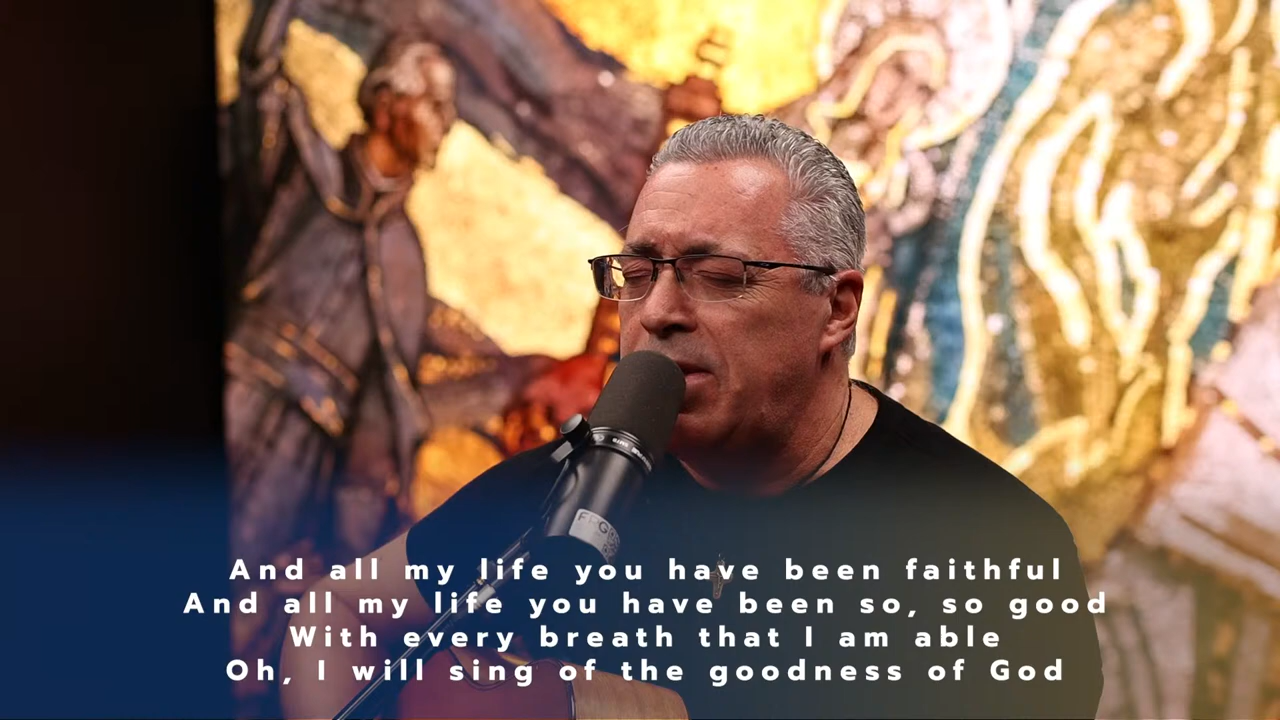 And all my life you have been faithful
And all my life you have been so, so good
With every breath that I am able
Oh, I will sing of the goodness of God